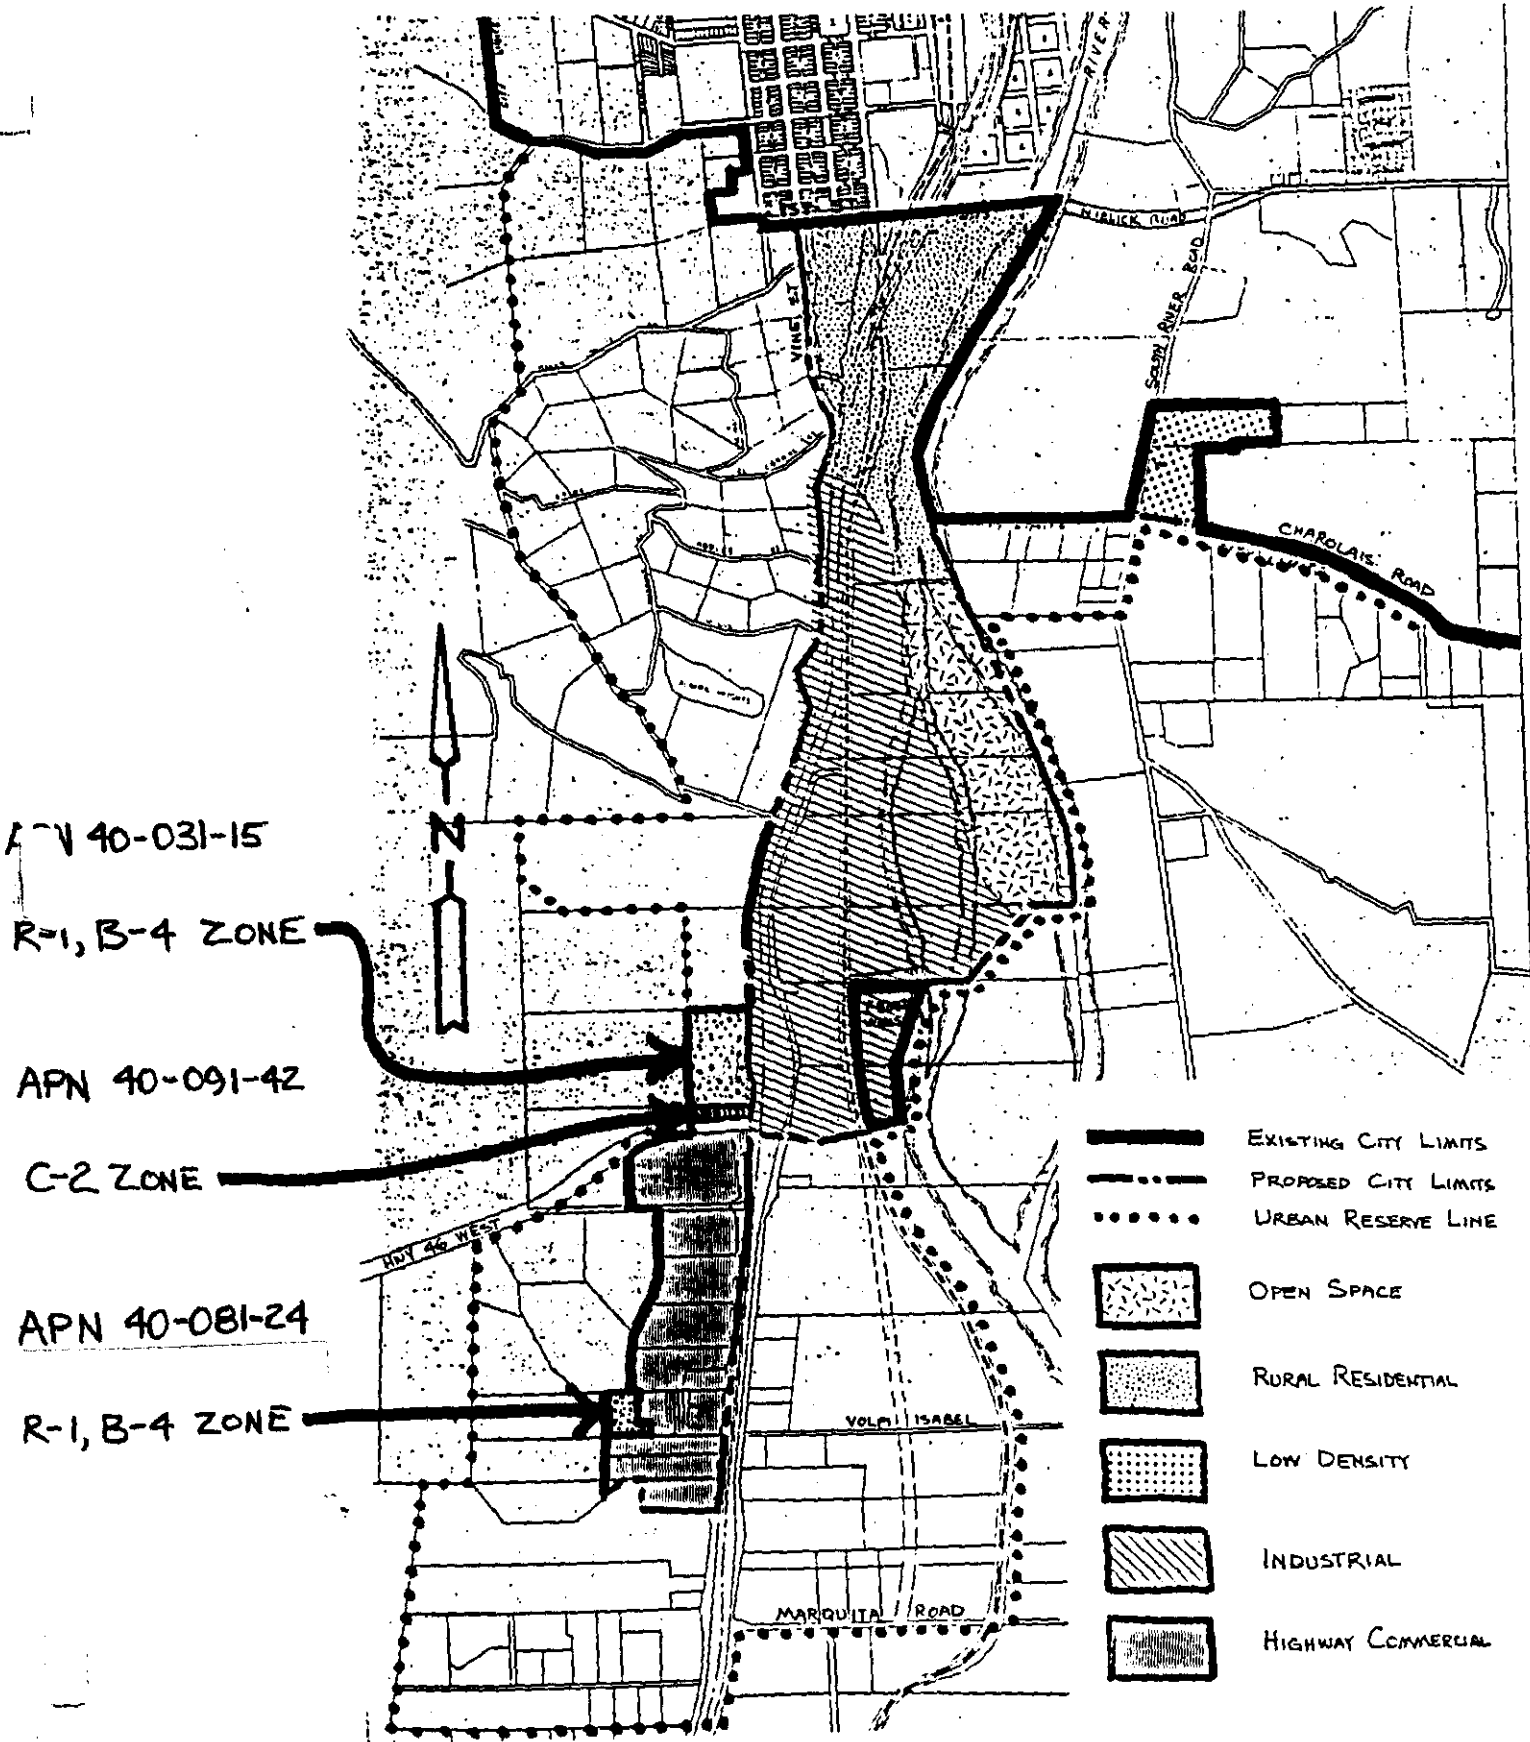 RIVER
NIBLICK ROAD
SOUTH RIVER ROAD
VINE ST
CHAROLAIS ROAD
N
40-031-15
R-1, B-4 ZONE
APN 40-091-42
C-2 ZONE
HWY 46 WEST
APN 40-081-24
R-1, B-4 ZONE
VOLPI ISABEL
MARQUITA ROAD
EXISTING CITY LIMITS
PROPOSED CITY LIMITS
URBAN RESERVE LINE
OPEN SPACE
RURAL RESIDENTIAL
LOW DENSITY
INDUSTRIAL
HIGHWAY COMMERCIAL